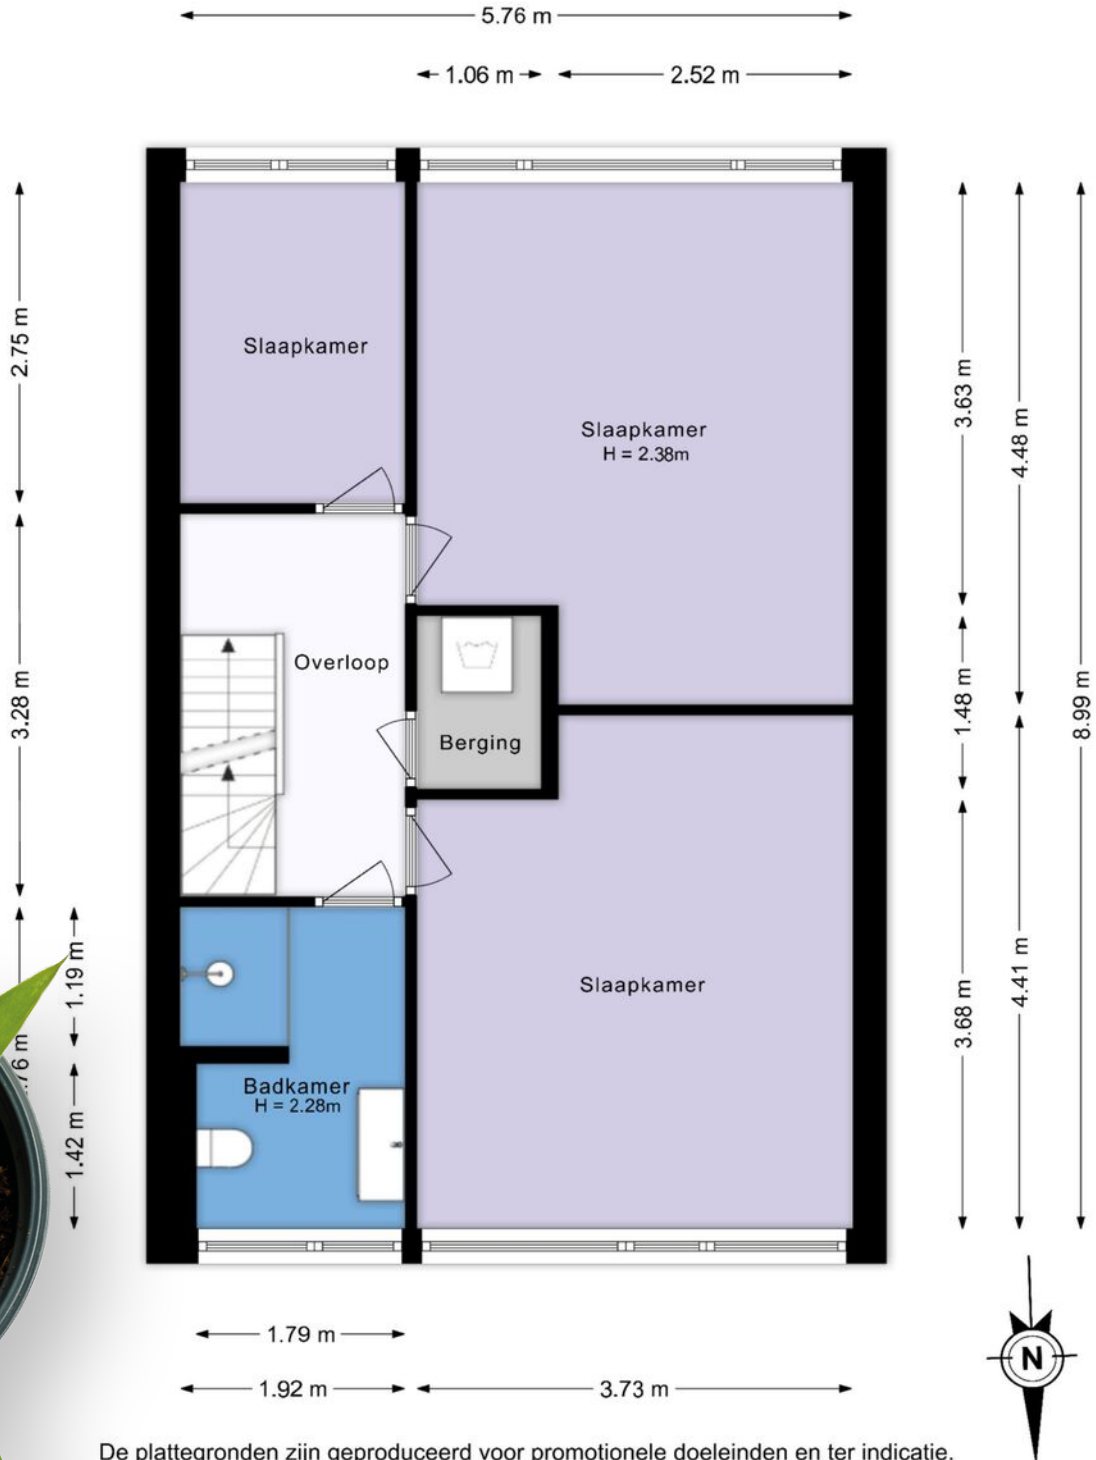 5.76 m
1.06 m
2.52 m
2.75 m
3.28 m
1.19 m
.76 m
1.42 m
Slaapkamer
Slaapkamer
H = 2.38m
Overloop
Berging
Slaapkamer
Badkamer
H = 2.28m
3.63 m
4.48 m
1.48 m
8.99 m
3.68 m
4.41 m
1.79 m
1.92 m
3.73 m
N
De plattegronden zijn geproduceerd voor promotionele doeleinden en ter indicatie.